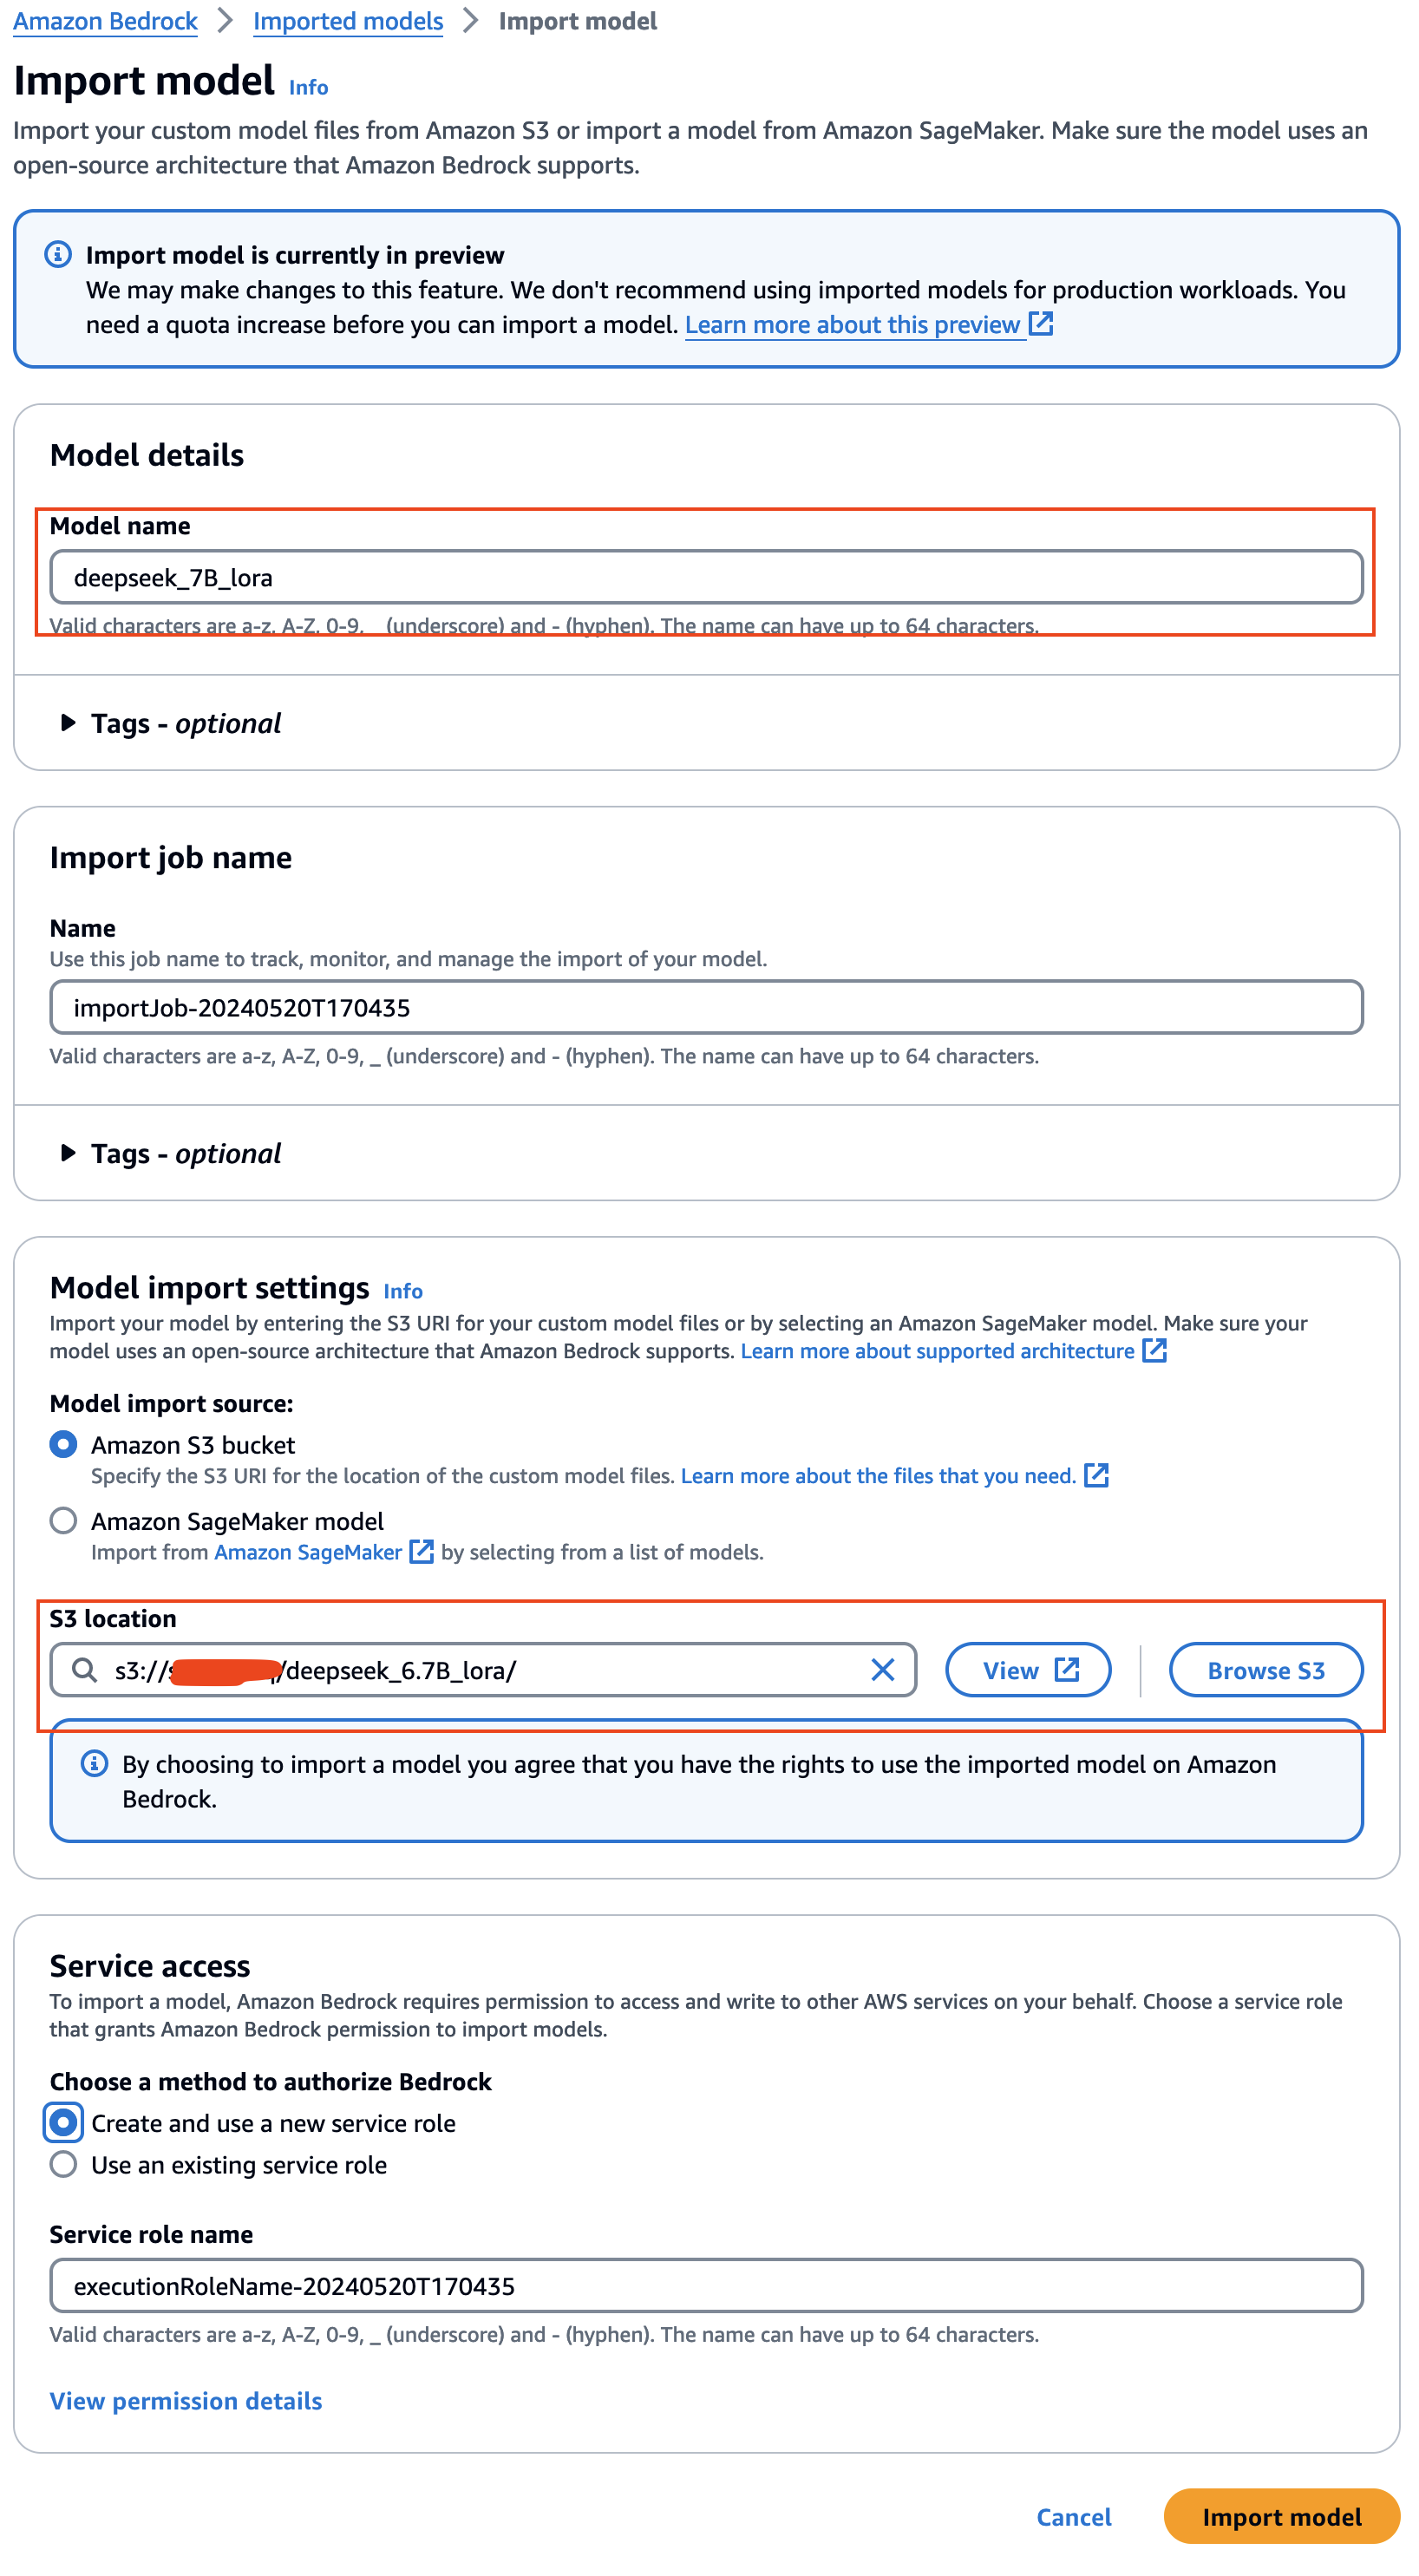 Amazon Bedrock > Imported models > Import model
Import model Info
Import your custom model files from Amazon S3 or import a model from Amazon SageMaker. Make sure the model uses an
open-source architecture that Amazon Bedrock supports.
Import model is currently in preview
We may make changes to this feature. We don't recommend using imported models for production workloads. You
need a quota increase before you can import a model. Learn more about this preview
Model details
Model name
deepseek_7B_lora
Valid characters are a-z, A-Z, 0-9, _ (underscore) and - (hyphen). The name can have up to 64 characters.
Tags - optional
Import job name
Name
Use this job name to track, monitor, and manage the import of your model.
importJob-20240520T170435
Valid characters are a-z, A-Z, 0-9, _ (underscore) and - (hyphen). The name can have up to 64 characters.
Tags - optional
Model import settings Info
Import your model by entering the S3 URI for your custom model files or by selecting an Amazon SageMaker model. Make sure your
model uses an open-source architecture that Amazon Bedrock supports. Learn more about supported architecture
Model import source:
Amazon S3 bucket
Specify the S3 URI for the location of the custom model files. Learn more about the files that you need.
Amazon SageMaker model
Import from Amazon SageMaker by selecting from a list of models.
S3 location
s3:// /deepseek_6.7B_lora/ View Browse S3
By choosing to import a model you agree that you have the rights to use the imported model on Amazon
Bedrock.
Service access
To import a model, Amazon Bedrock requires permission to access and write to other AWS services on your behalf. Choose a service role
that grants Amazon Bedrock permission to import models.
Choose a method to authorize Bedrock
Create and use a new service role
Use an existing service role
Service role name
executionRoleName-20240520T170435
Valid characters are a-z, A-Z, 0-9, _ (underscore) and - (hyphen). The name can have up to 64 characters.
View permission details
Cancel Import model